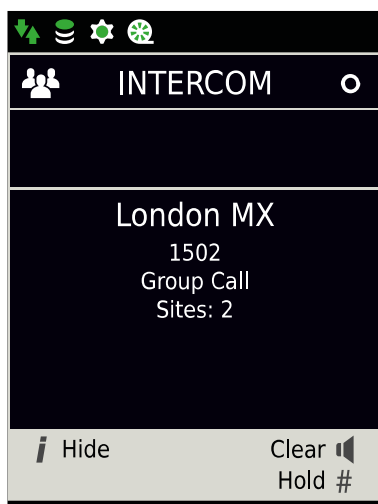 INTERCOM
London MX
1502
Group Call
Sites: 2
i Hide
Clear
Hold #